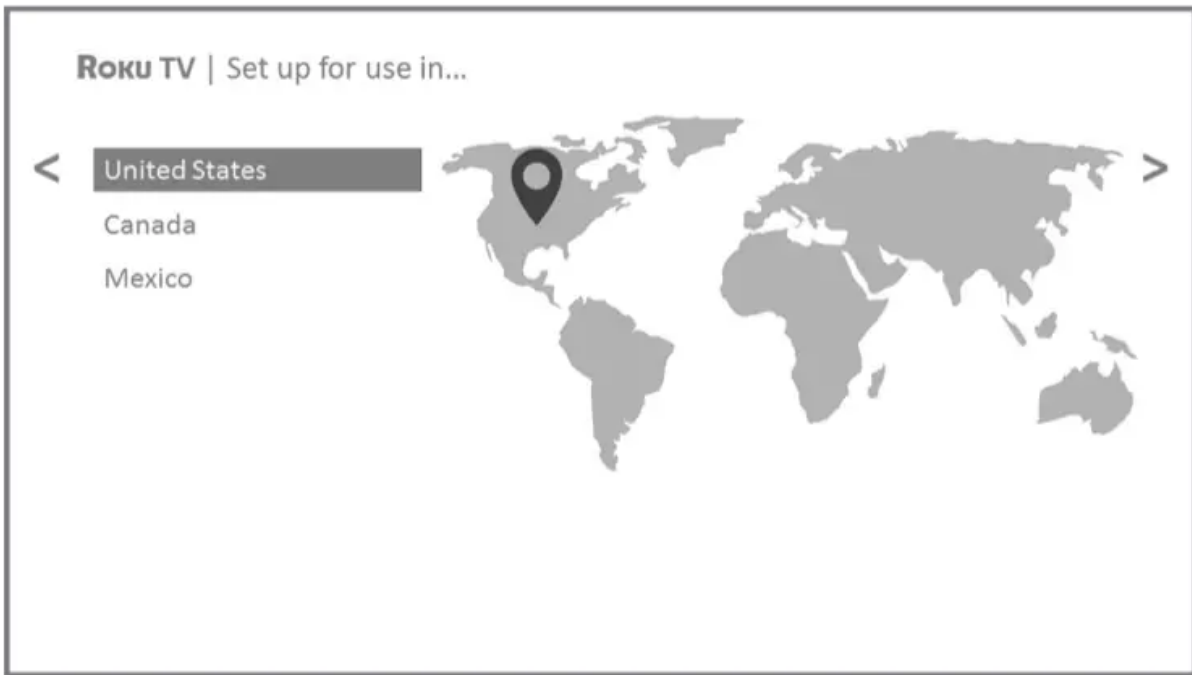 ROKU TV | Set up for use in...
< United States >
Canada
Mexico